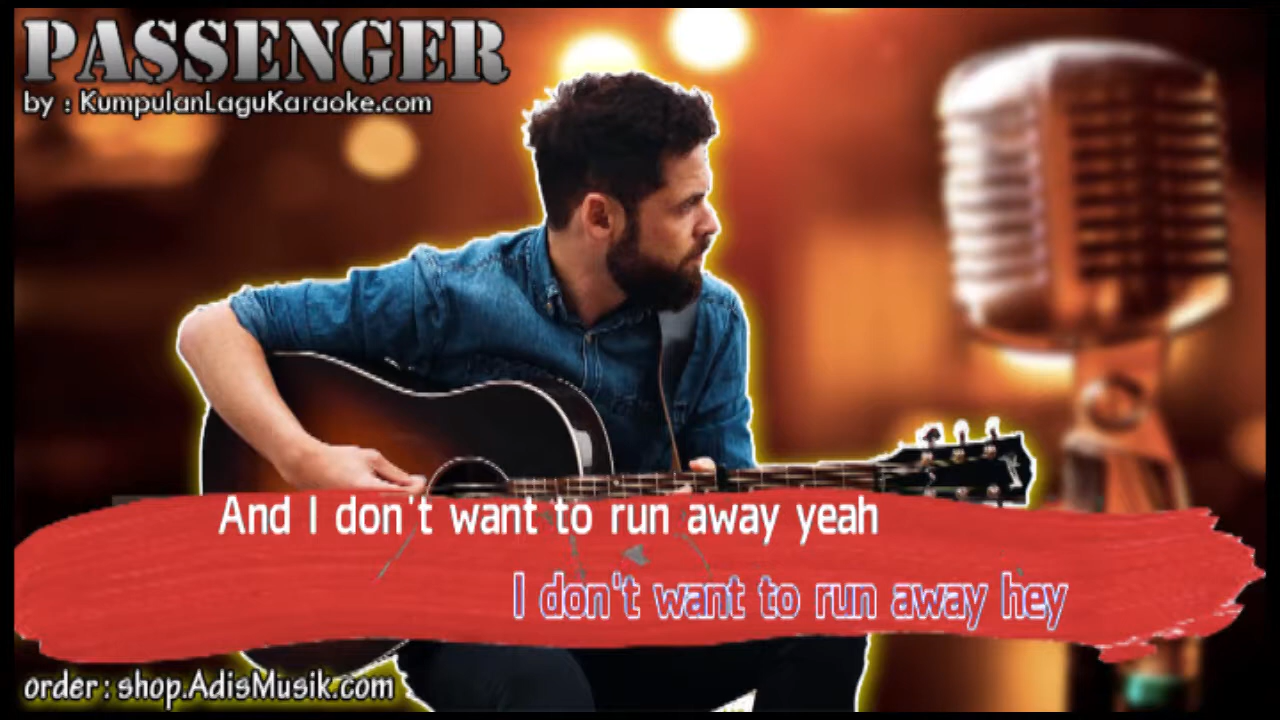 PASSENGER
by : KumpulanLaguKaraoke.com
And I don't want to run away yeah
I don't want to run away hey
order : shop.AdisMusik.com